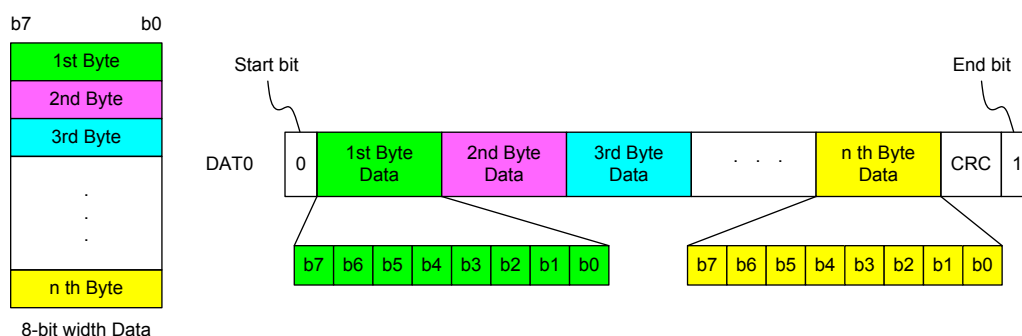 b7 b0
1st Byte
2nd Byte
3rd Byte
.
.
.
n th Byte
8-bit width Data
Start bit
End bit
DAT0
0
1st Byte
Data
2nd Byte
Data
3rd Byte
Data
. . .
n th Byte
Data
CRC
1
b7 b6 b5 b4 b3 b2 b1 b0
b7 b6 b5 b4 b3 b2 b1 b0